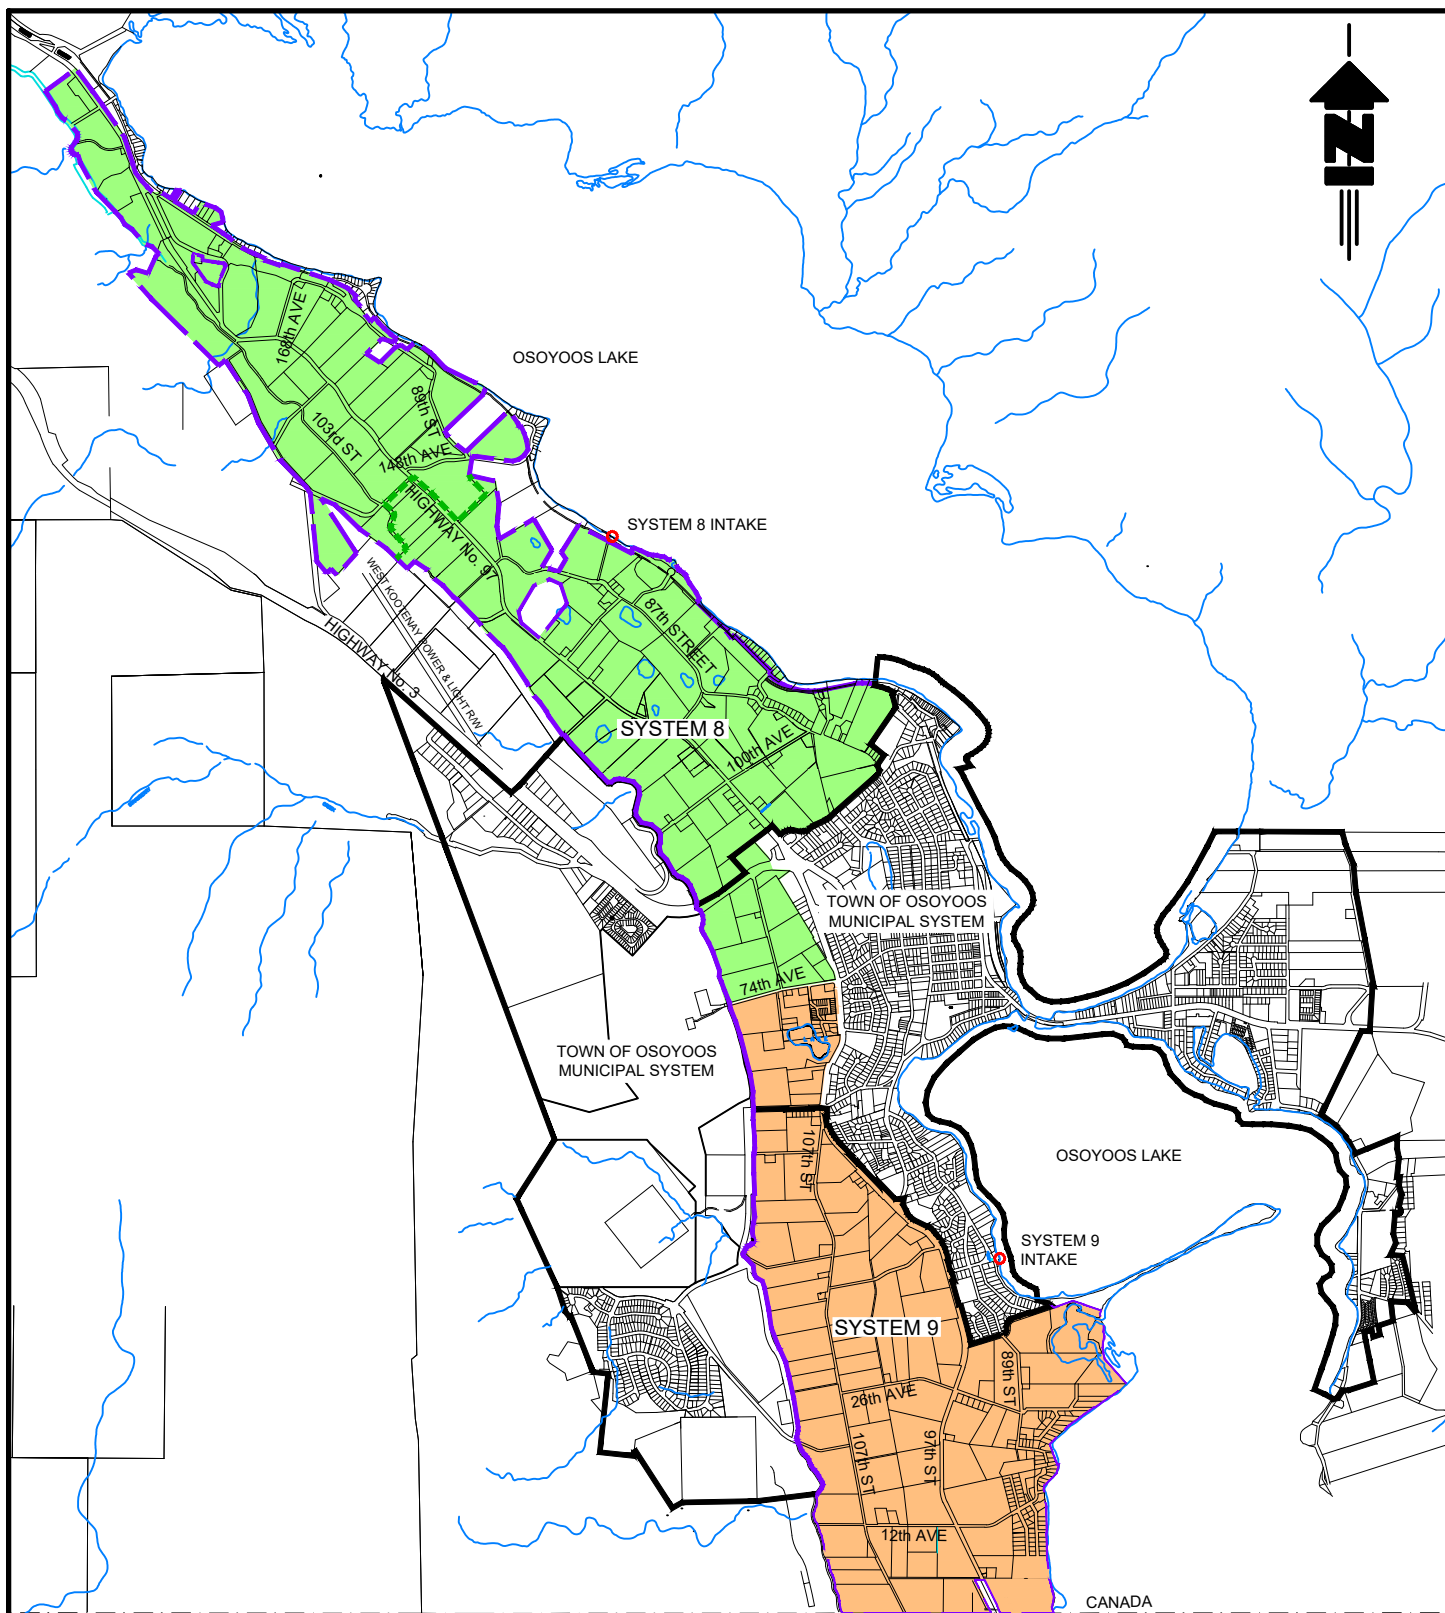 N
168th AVE
OSOYOOS LAKE
89th ST
103rd ST
148th AVE
HIGHWAY No. 97
SYSTEM 8 INTAKE
WEST KOOTENAY POWER & LIGHT R/W
HIGHWAY No. 3
87th STREET
SYSTEM 8
100th AVE
TOWN OF OSOYOOS
MUNICIPAL SYSTEM
74th AVE
TOWN OF OSOYOOS
MUNICIPAL SYSTEM
107th ST
OSOYOOS LAKE
SYSTEM 9
INTAKE
SYSTEM 9
89th ST
26th AVE
107th ST
97th ST
12th AVE
CANADA